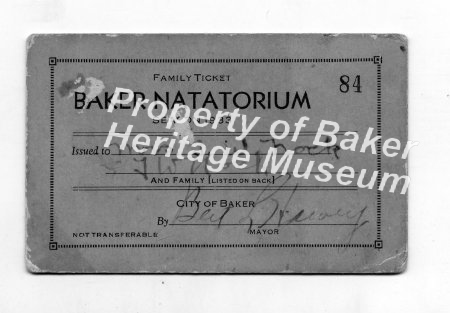 FAMILY TICKET
84
BAKER NATATORIUM
Property of Baker
Heritage Museum
Issued to
AND FAMILY [LISTED ON BACK]
CITY OF BAKER
By
NOT TRANSFERABLE
MAYOR